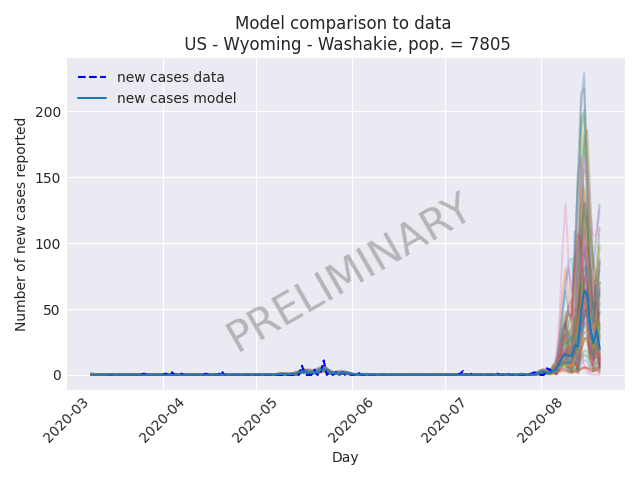 Model comparison to data
US - Wyoming - Washakie, pop. = 7805
new cases data
new cases model
Number of new cases reported
200
150
100
50
0
PRELIMINARY
2020-03
2020-04
2020-05
2020-06
2020-07
2020-08
Day